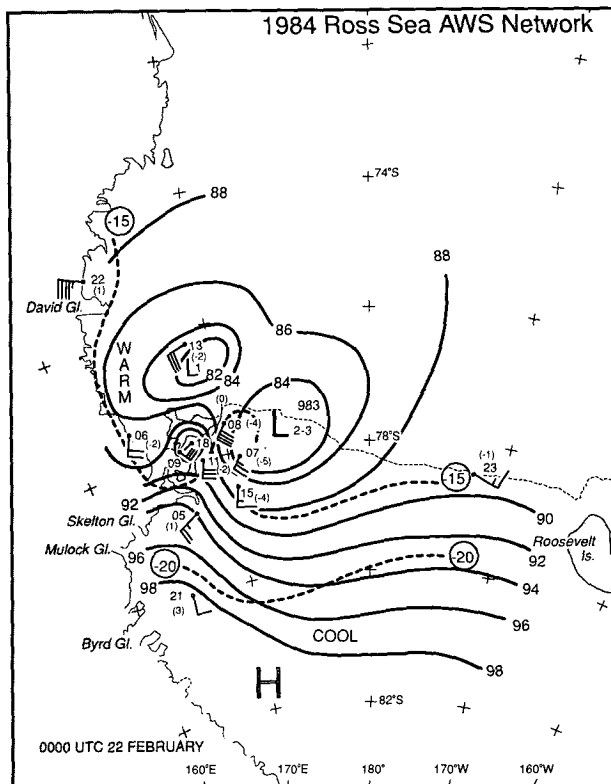 1984 Ross Sea AWS Network
74°S
88
-15
88
22
(1)
David Gl.
86
WARM
13
(-2)
1
82
84
84
983
L
2-3
(0)
08
(-4)
06
(-2)
18
09
11
(-2)
07
(-5)
78°S
(-1)
23
-15
15
(-4)
92
90
Skelton Gl.
05
(1)
Roosevelt
Is.
Mulock Gl.
96
-20
-20
92
94
98
21
(3)
96
COOL
Byrd Gl.
98
H
82°S
0000 UTC 22 FEBRUARY
160°E
170°E
180°
170°W
160°W